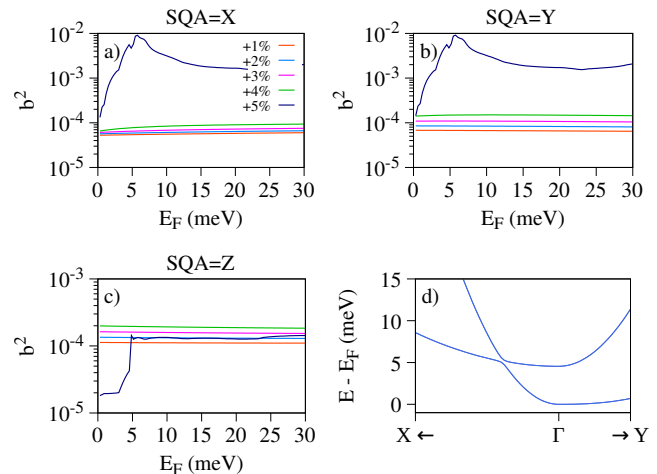 SQA=X
a)
+1%
+2%
+3%
+4%
+5%
b²
10⁻²
10⁻³
10⁻⁴
10⁻⁵
0 5 10 15 20 25 30
E_F (meV)
SQA=Y
b)
b²
10⁻²
10⁻³
10⁻⁴
10⁻⁵
0 5 10 15 20 25 30
E_F (meV)
SQA=Z
c)
b²
10⁻³
10⁻⁴
10⁻⁵
0 5 10 15 20 25 30
E_F (meV)
d)
E - E_F (meV)
15
10
5
0
X ← Γ → Y